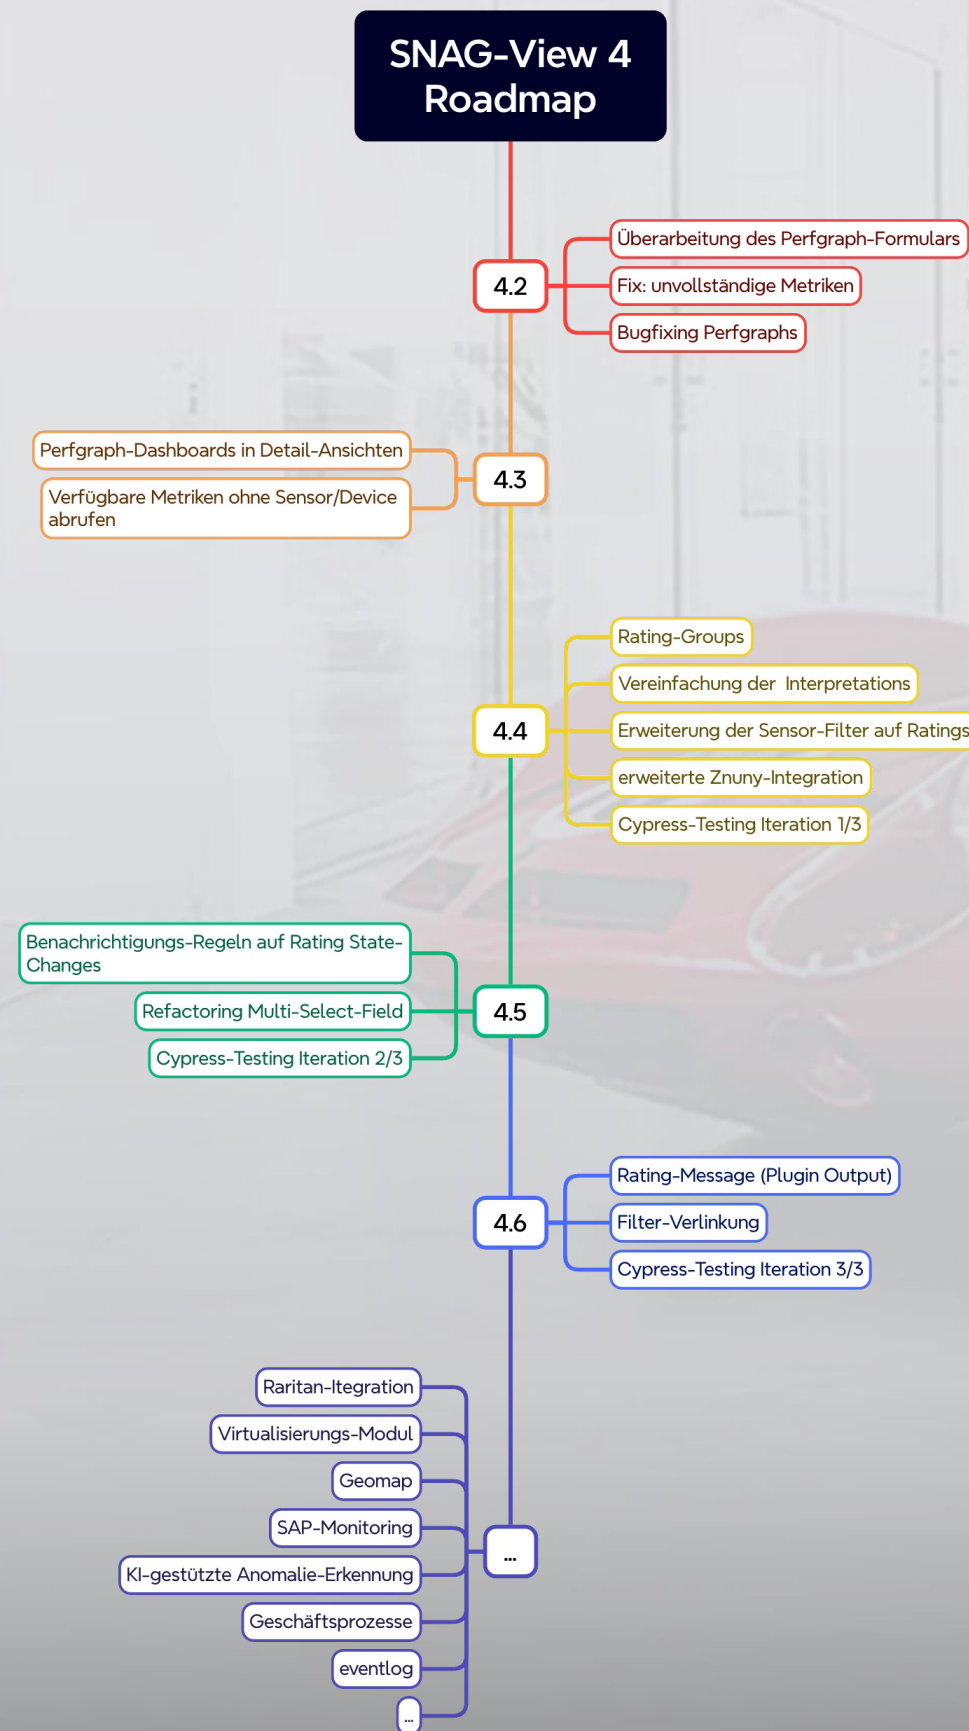 SNAG-View 4
Roadmap
4.2
Überarbeitung des Perfgraph-Formulars
Fix: unvollständige Metriken
Bugfixing Perfgraphs
4.3
Perfgraph-Dashboards in Detail-Ansichten
Verfügbare Metriken ohne Sensor/Device
abrufen
4.4
Rating-Groups
Vereinfachung der  Interpretations
Erweiterung der Sensor-Filter auf Ratings
erweiterte Znuny-Integration
Cypress-Testing Iteration 1/3
4.5
Benachrichtigungs-Regeln auf Rating State-
Changes
Refactoring Multi-Select-Field
Cypress-Testing Iteration 2/3
4.6
Rating-Message (Plugin Output)
Filter-Verlinkung
Cypress-Testing Iteration 3/3
...
Raritan-Itegration
Virtualisierungs-Modul
Geomap
SAP-Monitoring
KI-gestützte Anomalie-Erkennung
Geschäftsprozesse
eventlog
...